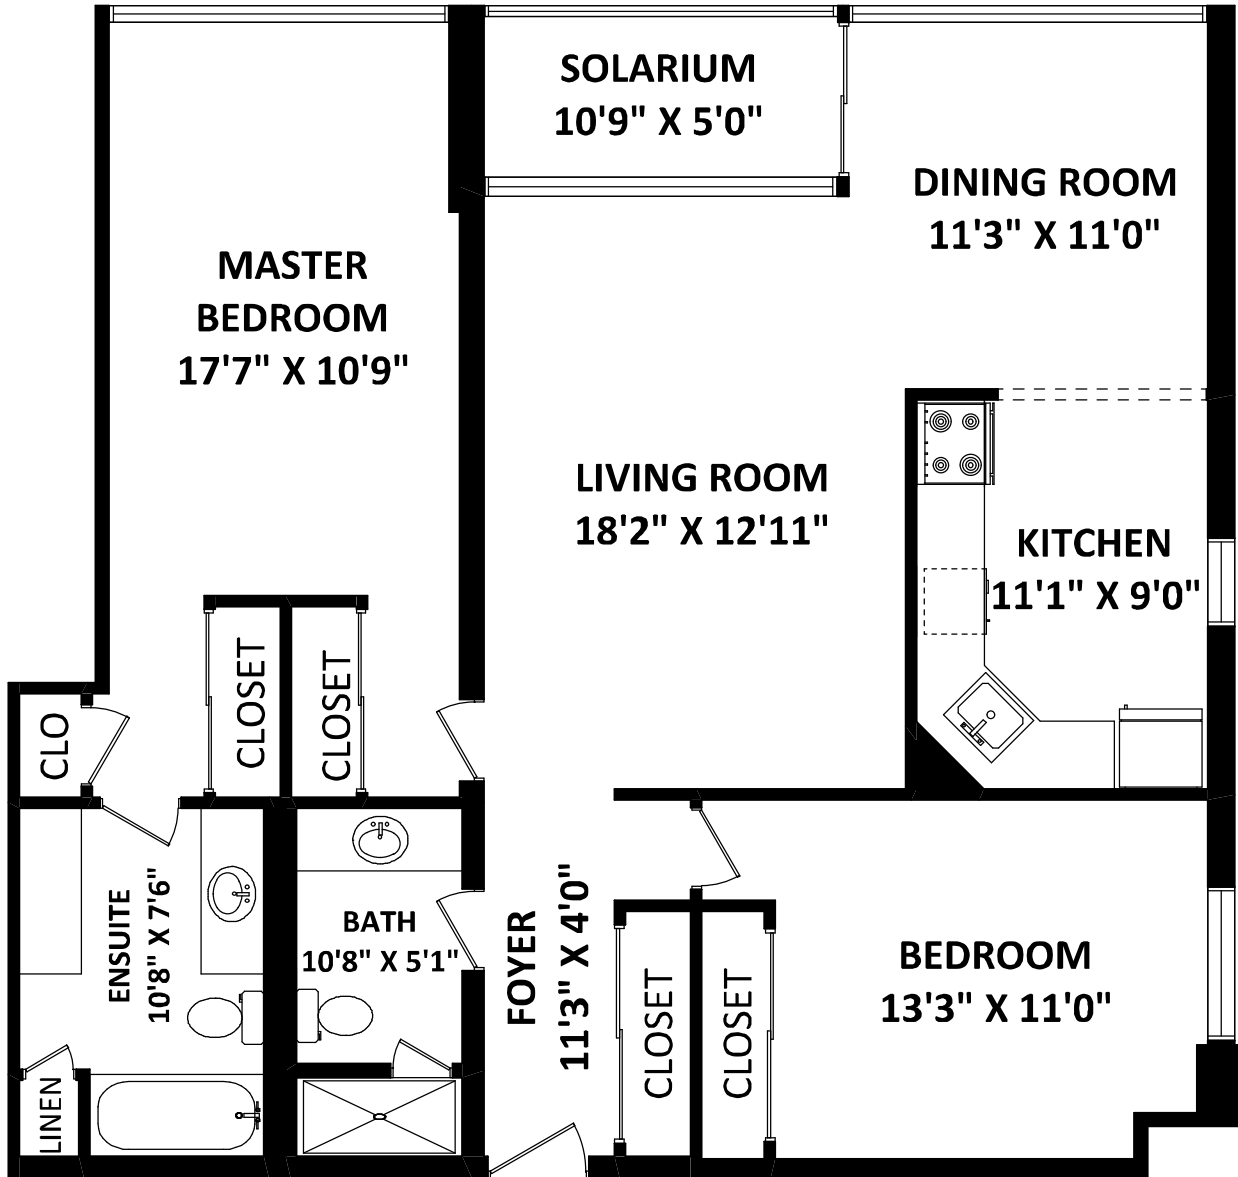 SOLARIUM
10'9" X 5'0"
DINING ROOM
11'3" X 11'0"
MASTER
BEDROOM
17'7" X 10'9"
LIVING ROOM
18'2" X 12'11"
KITCHEN
11'1" X 9'0"
CLO
CLOSET
CLOSET
ENSUITE
10'8" X 7'6"
BATH
10'8" X 5'1"
FOYER
11'3" X 4'0"
BEDROOM
13'3" X 11'0"
CLOSET
CLOSET
LINEN